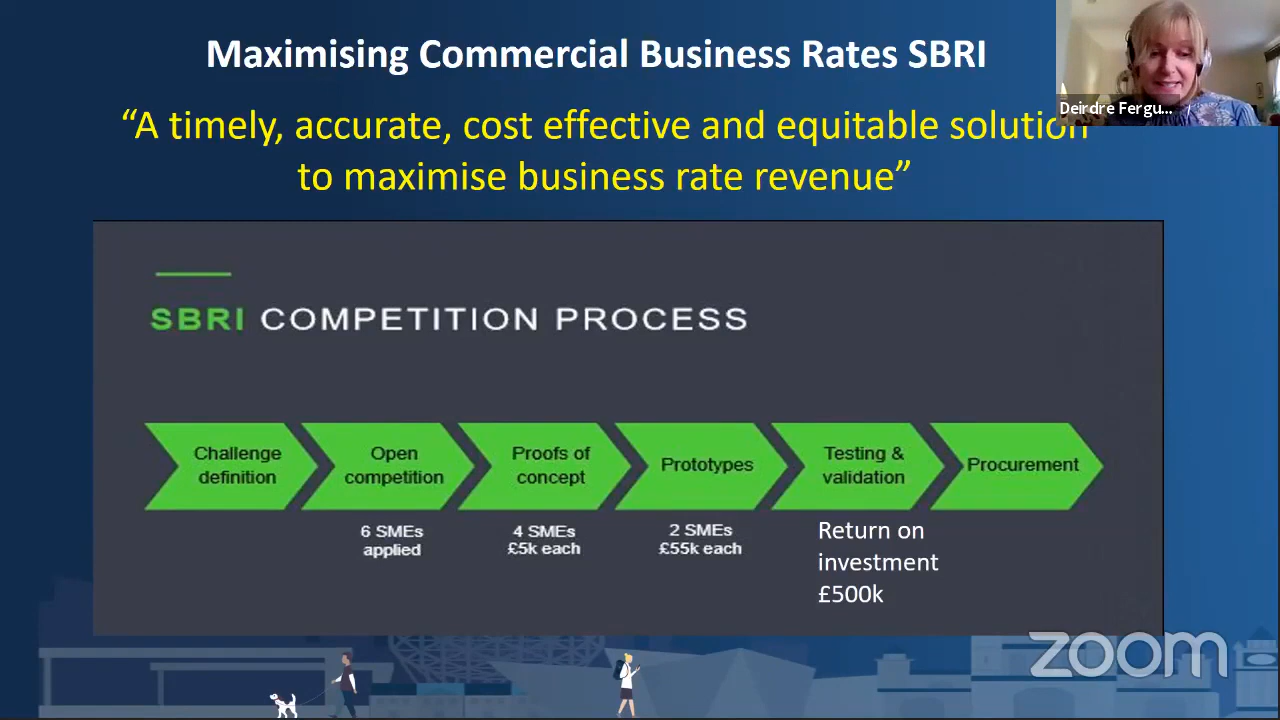 Maximising Commercial Business Rates SBRI
Deirdre Fergu...
“A timely, accurate, cost effective and equitable solution
to maximise business rate revenue”
SBRI COMPETITION PROCESS
Challenge
definition
Open
competition
Proofs of
concept
Prototypes
Testing &
validation
Procurement
6 SMEs
applied
4 SMEs
£5k each
2 SMEs
£55k each
Return on
investment
£500k
zoom